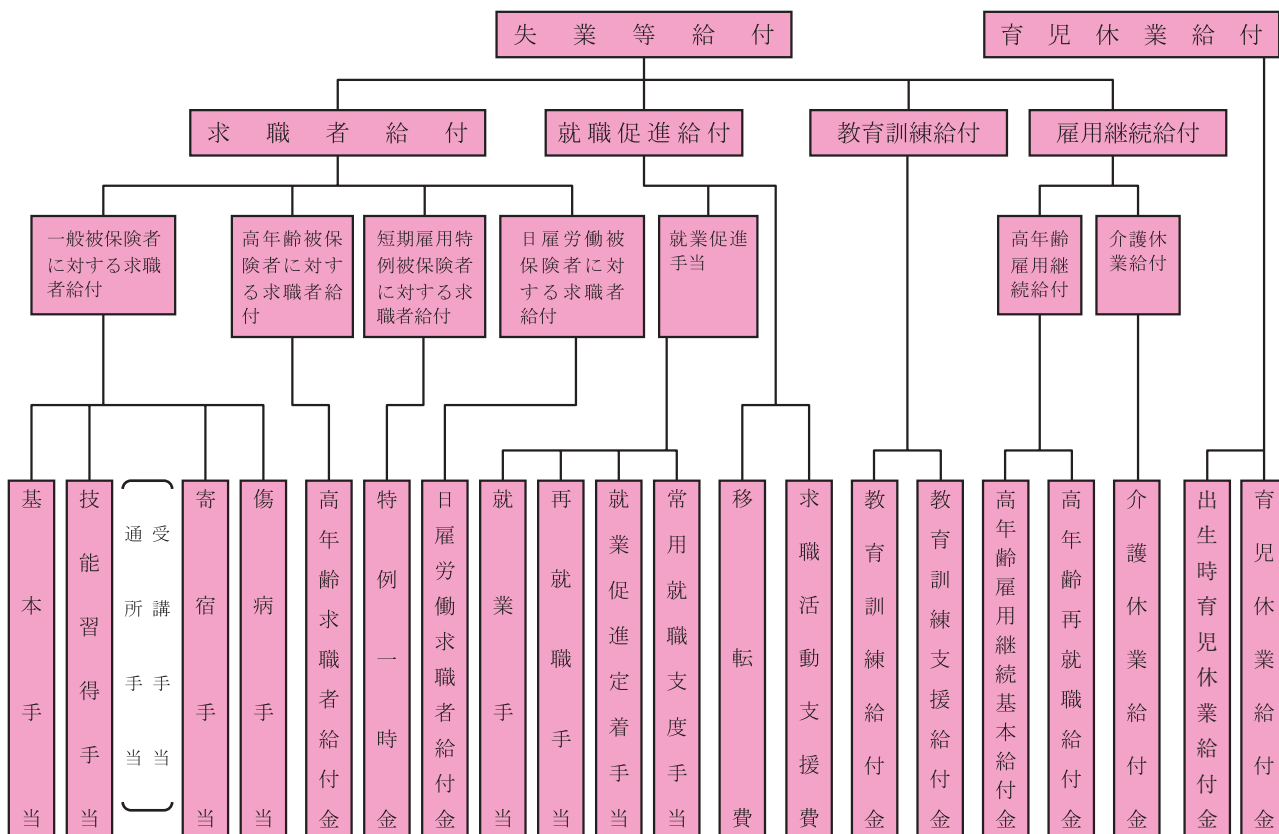 失業等給付
育児休業給付
求職者給付
就職促進給付
教育訓練給付
雇用継続給付
一般被保険者
に対する求職
者給付
高年齢被保
険者に対す
る求職者給
付
短期雇用特
例被保険者
に対する求
職者給付
日雇労働被
保険者に対
する求職者
給付
就業促進
手当
高年齢
雇用継
続給付
介護休
業給付
基本手当
技能習得手当
受講手当
通所手当
寄宿手当
傷病手当
高年齢求職者給付金
特例一時金
日雇労働求職者給付金
就業手当
再就職手当
就業促進定着手当
常用就職支度手当
移転費
求職活動支援費
教育訓練給付金
教育訓練支援給付金
高年齢雇用継続基本給付金
高年齢再就職給付金
介護休業給付金
出生時育児休業給付金
育児休業給付金